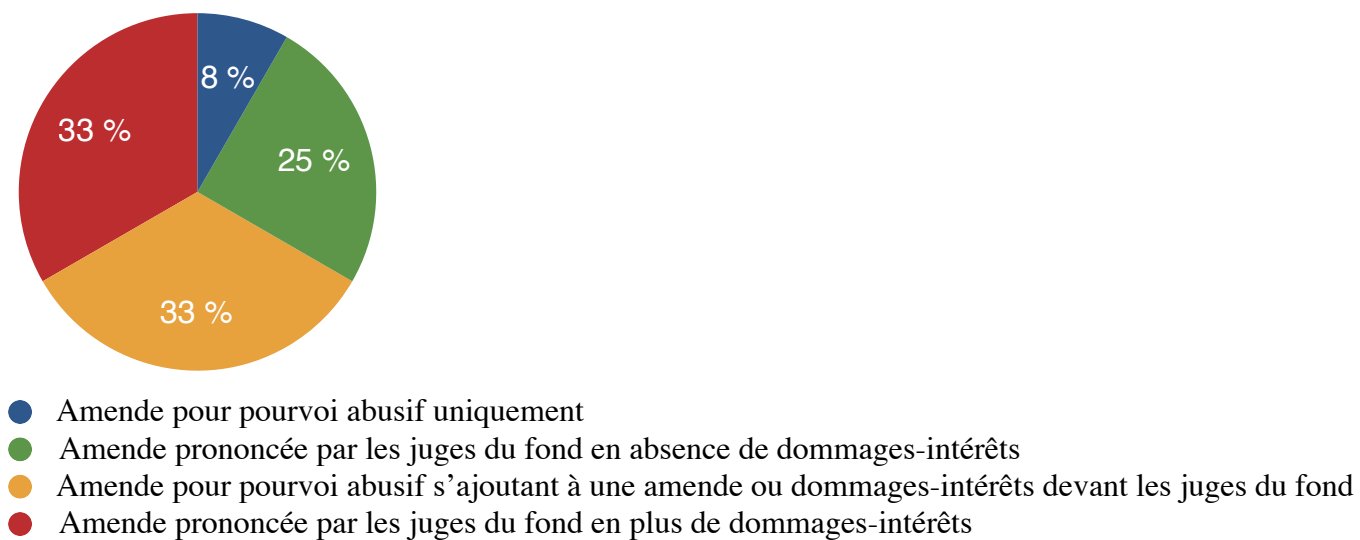 8 %
33 %
25 %
33 %
Amende pour pourvoi abusif uniquement
Amende prononcée par les juges du fond en absence de dommages-intérêts
Amende pour pourvoi abusif s’ajoutant à une amende ou dommages-intérêts devant les juges du fond
Amende prononcée par les juges du fond en plus de dommages-intérêts